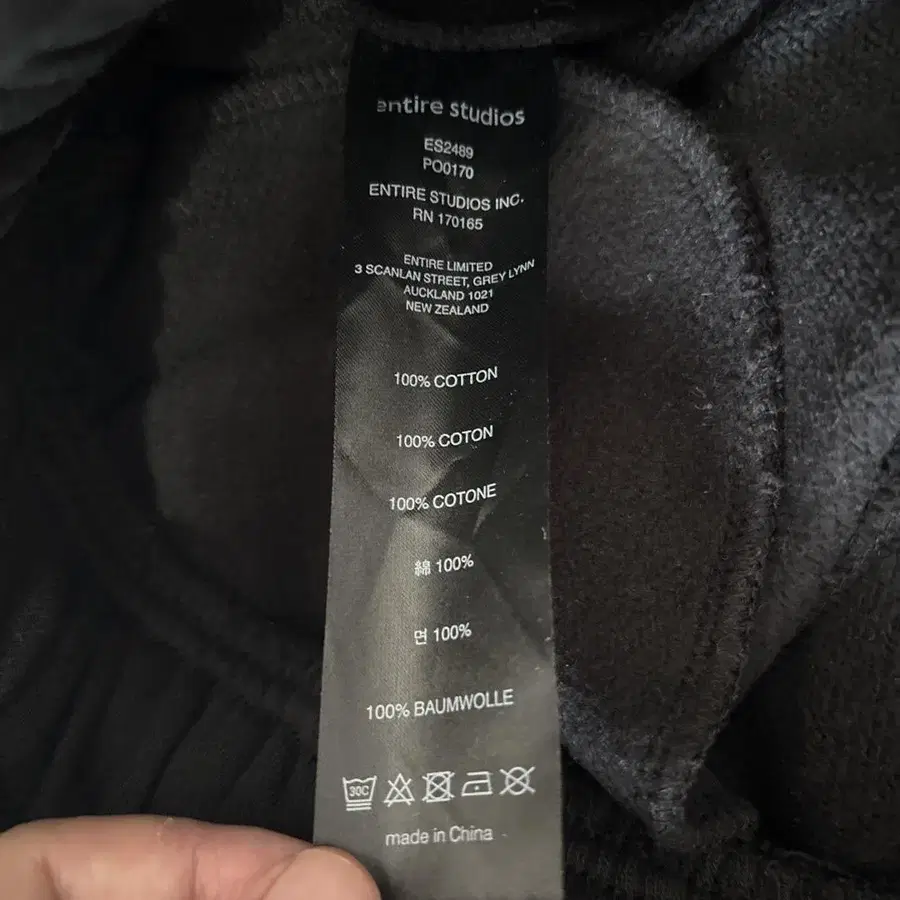 entire studios
ES2489
PO0170
ENTIRE STUDIOS INC.
RN 170165
ENTIRE LIMITED
3 SCANLAN STREET, GREY LYNN
AUCKLAND 1021
NEW ZEALAND
100% COTTON
100% COTON
100% COTONE
綿 100%
면 100%
100% BAUMWOLLE
30C
made in China